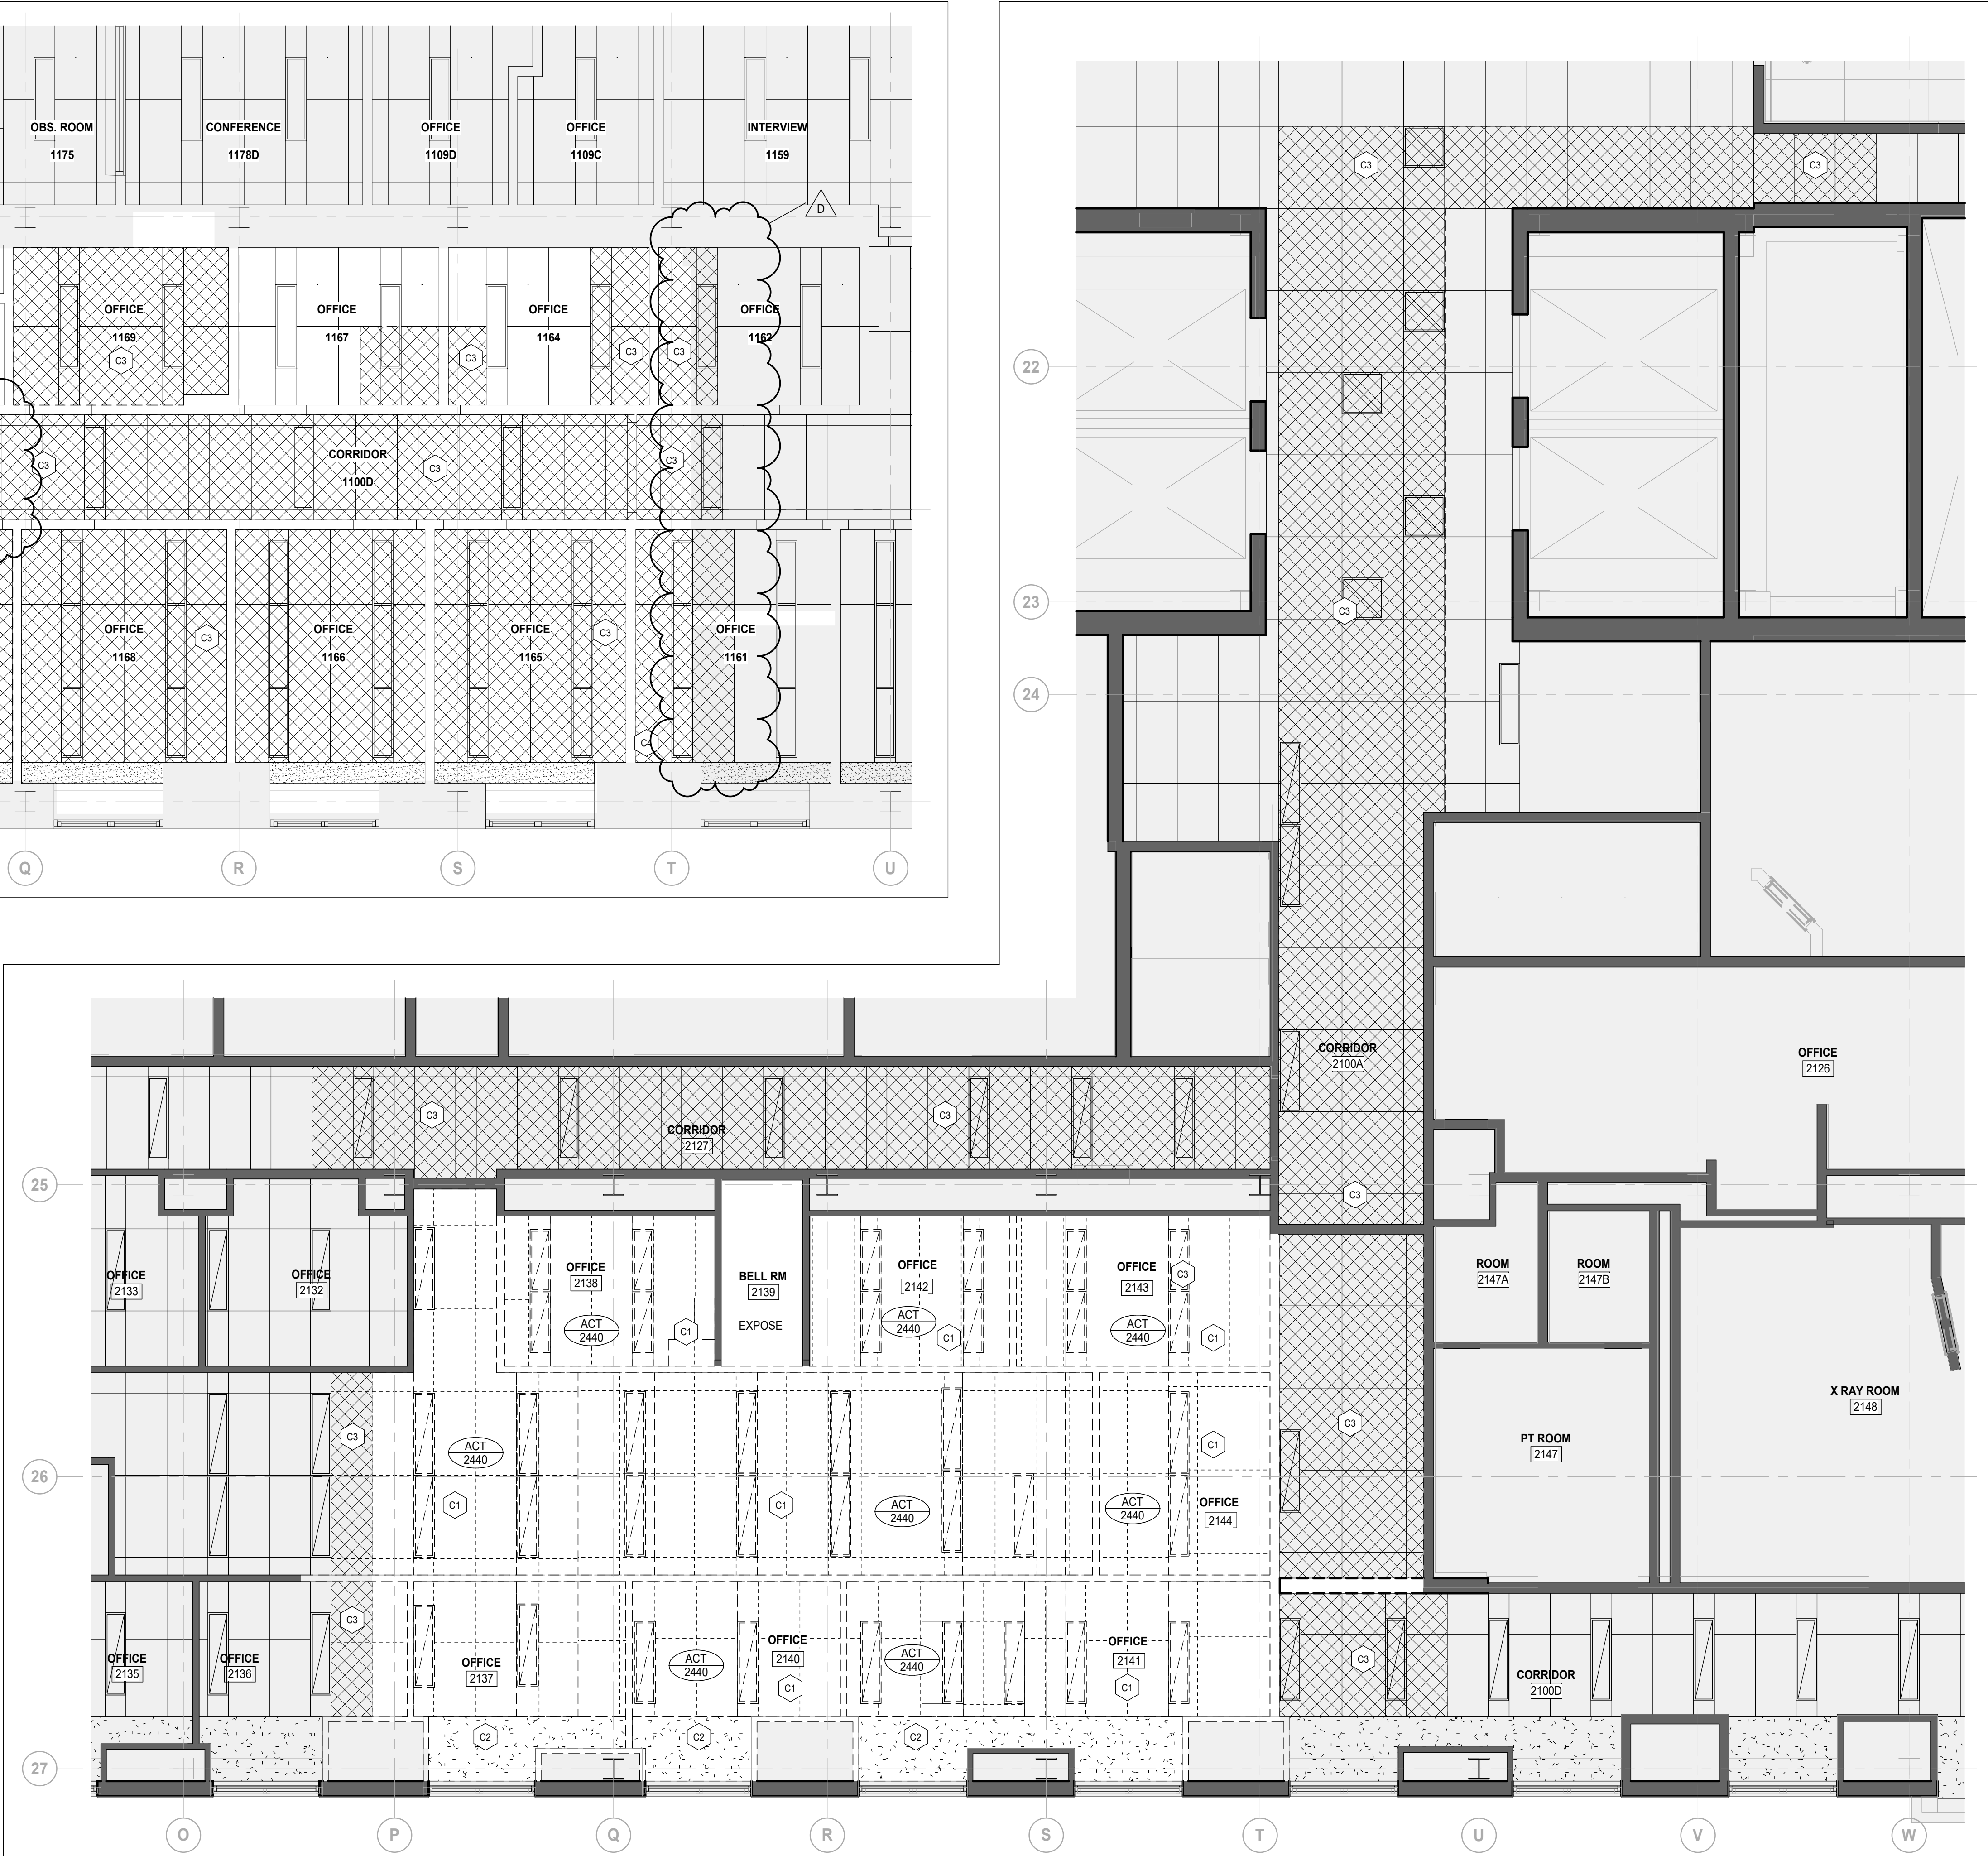 OBS. ROOM
1175
CONFERENCE
1178D
OFFICE
1109D
OFFICE
1109C
INTERVIEW
1159
D
OFFICE
1169
C3
OFFICE
1167
C3
OFFICE
1164
C3
C3
OFFICE
1162
C3
CORRIDOR
1100D
C3
C3
OFFICE
1168
C3
OFFICE
1166
OFFICE
1165
C3
OFFICE
1161
Q
R
S
T
U
C3
C3
22
23
C3
24
CORRIDOR
2100A
OFFICE
2126
C3
C3
CORRIDOR
2127
25
C3
OFFICE
2133
OFFICE
2132
OFFICE
2138
ACT
2440
C1
BELL RM
2139
EXPOSE
OFFICE
2142
ACT
2440
C1
OFFICE
2143
C3
ACT
2440
C1
ROOM
2147A
ROOM
2147B
X RAY ROOM
2148
PT ROOM
2147
C3
C3
ACT
2440
C1
C1
ACT
2440
ACT
2440
C1
OFFICE
2144
26
C3
OFFICE
2135
OFFICE
2136
OFFICE
2137
ACT
2440
OFFICE
2140
C1
ACT
2440
OFFICE
2141
C1
C3
CORRIDOR
2100D
C2
C2
C2
27
O
P
Q
R
S
T
U
V
W